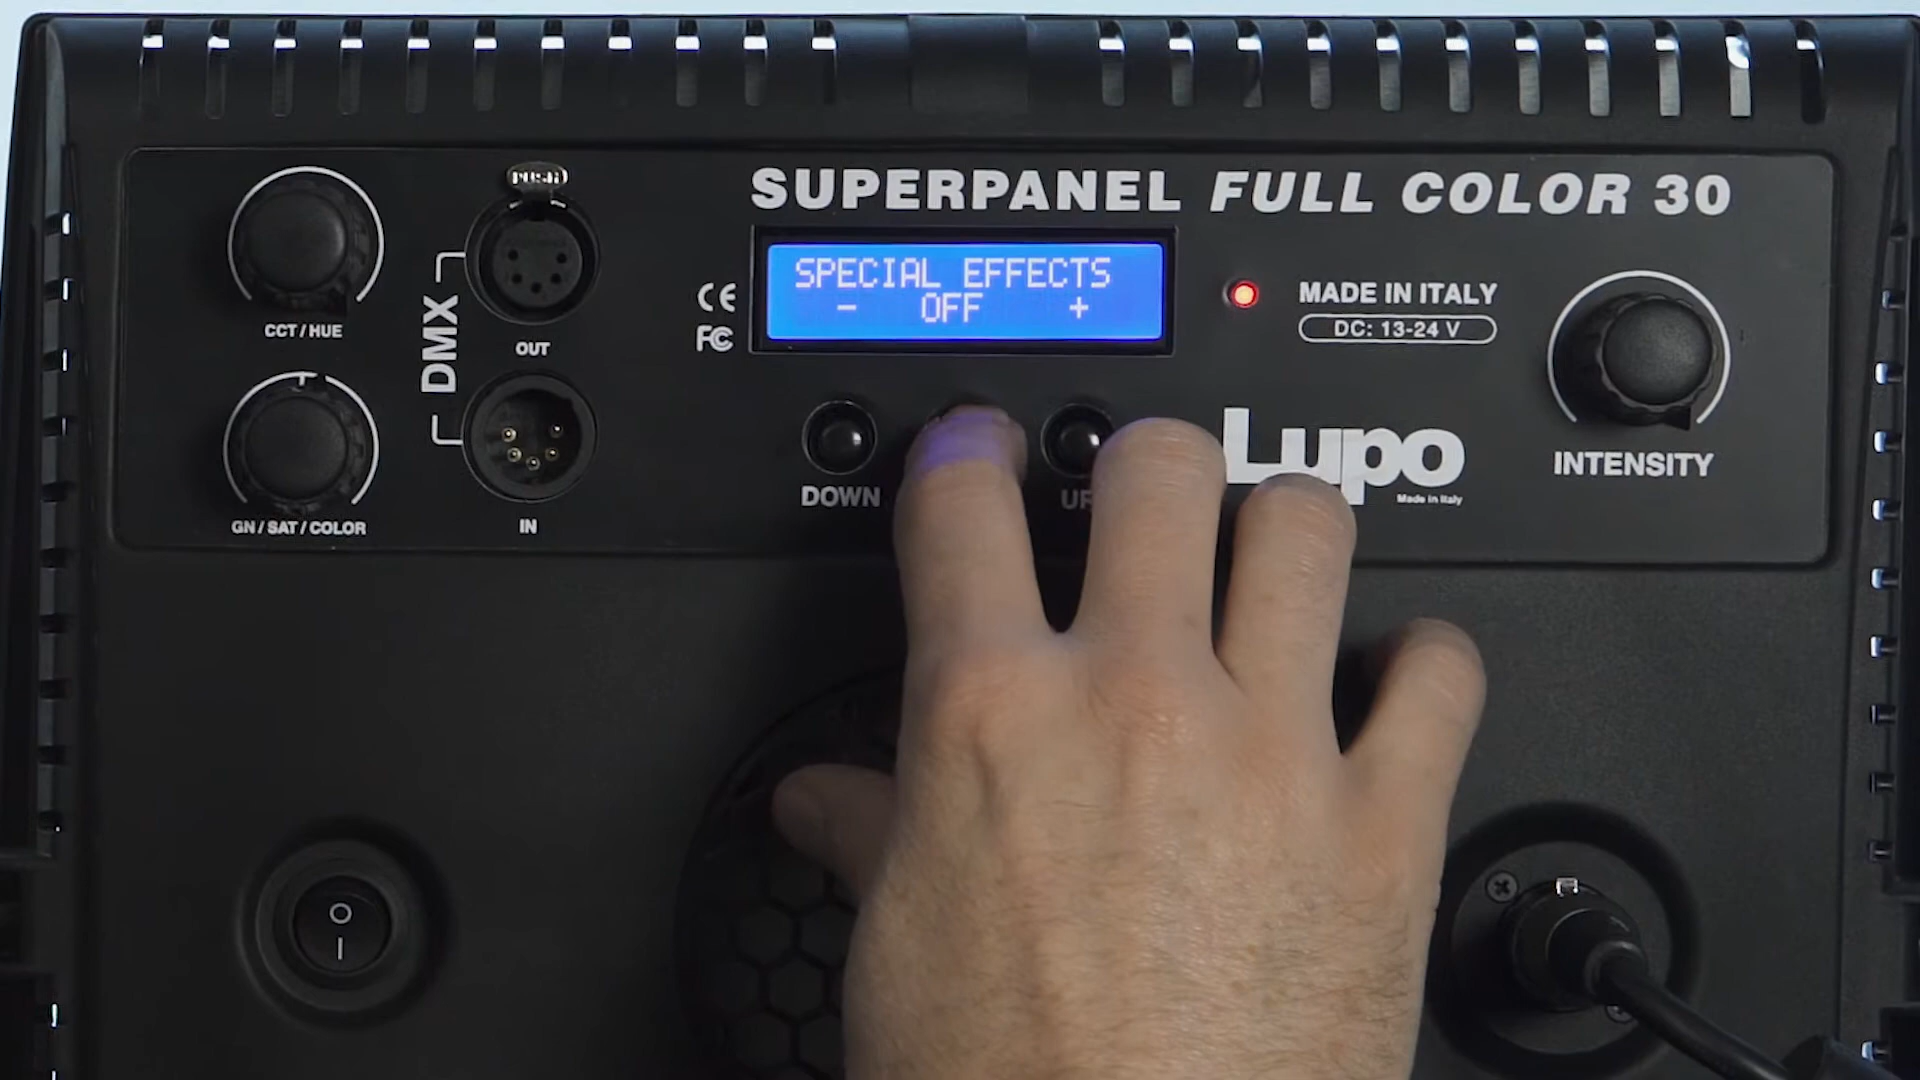 PUSH
SUPERPANEL FULL COLOR 30
SPECIAL EFFECTS
- OFF +
CE
FC
MADE IN ITALY
DC: 13-24 V
CCT / HUE
DMX
OUT
GN / SAT / COLOR
IN
DOWN
Lupo
Made in Italy
INTENSITY
O
I